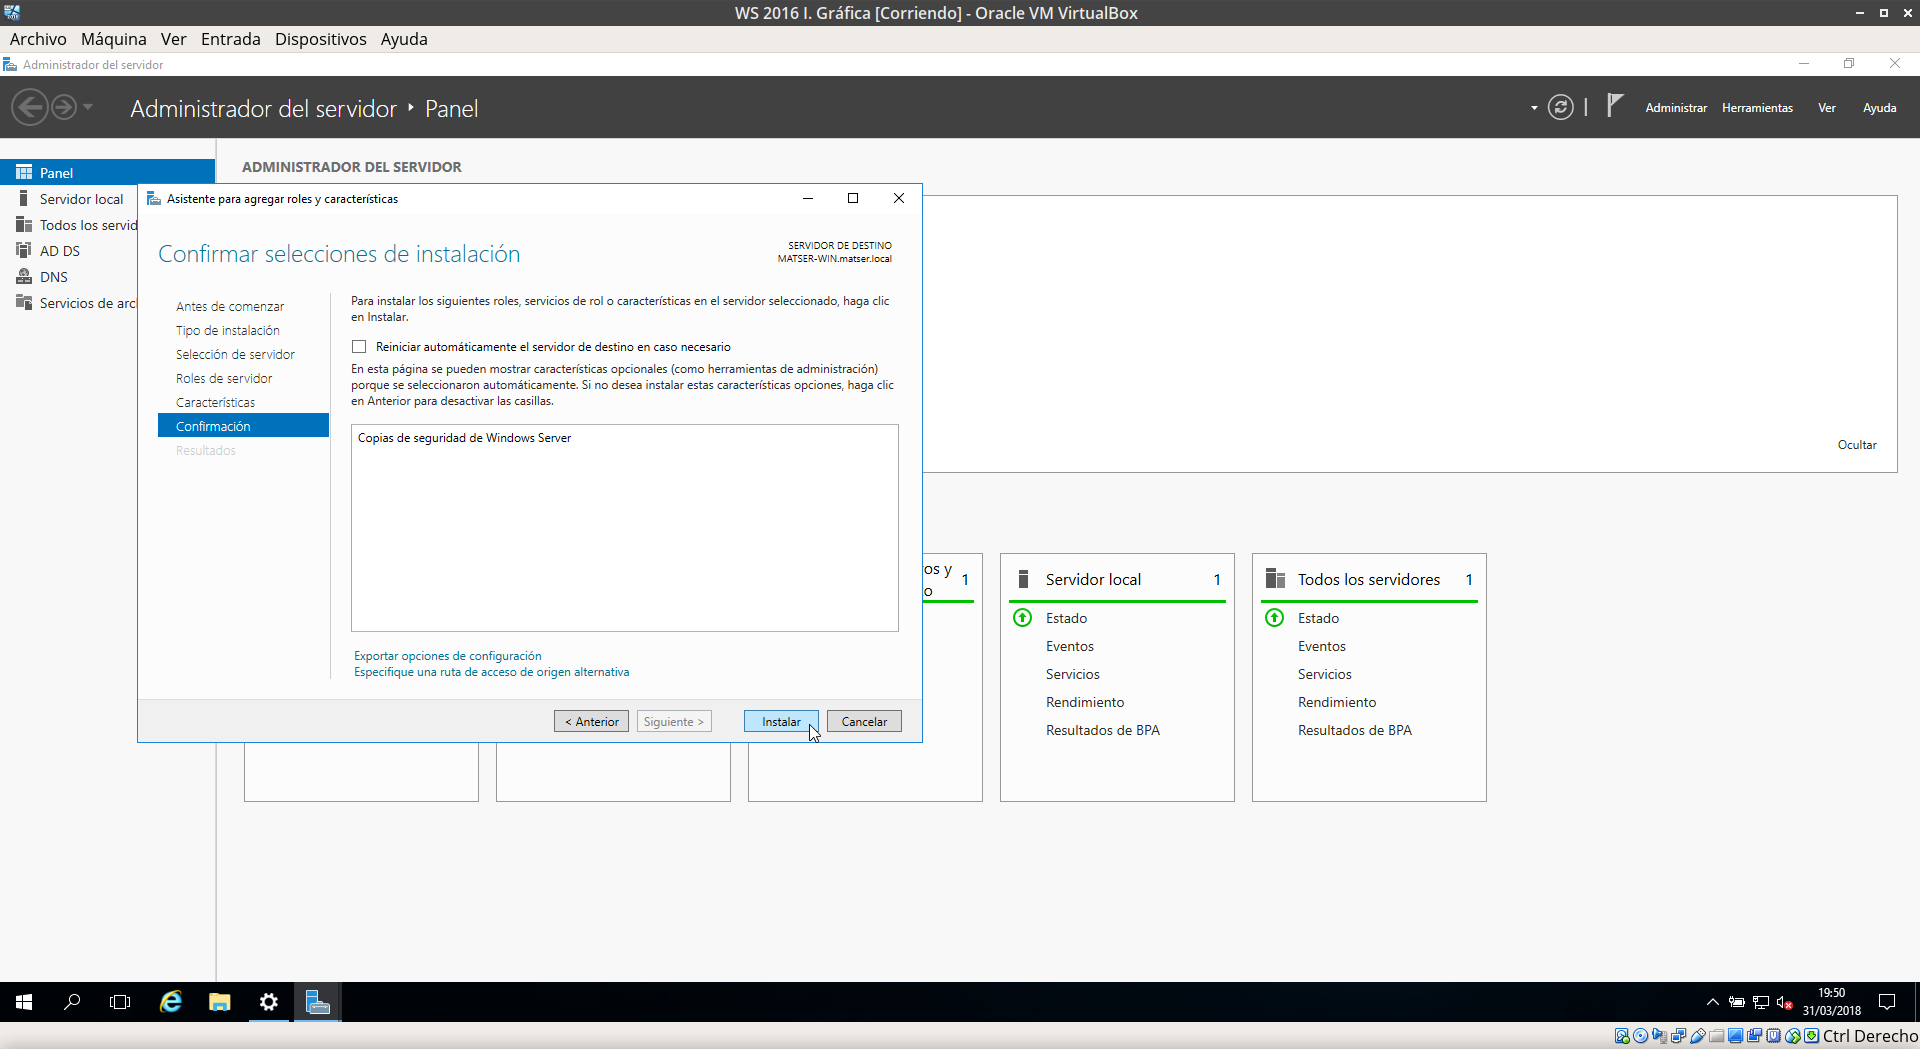 WS 2016 I. Gráfica [Corriendo] - Oracle VM VirtualBox
Archivo Máquina Ver Entrada Dispositivos Ayuda
Administrador del servidor
Administrador del servidor ‣ Panel
Administrar Herramientas Ver Ayuda
Panel
Servidor local
Todos los servid
AD DS
DNS
Servicios de arc
ADMINISTRADOR DEL SERVIDOR
Asistente para agregar roles y características
Confirmar selecciones de instalación
SERVIDOR DE DESTINO
MATSER-WIN.matser.local
Antes de comenzar
Tipo de instalación
Selección de servidor
Roles de servidor
Características
Confirmación
Resultados
Para instalar los siguientes roles, servicios de rol o características en el servidor seleccionado, haga clic
en Instalar.
Reiniciar automáticamente el servidor de destino en caso necesario
En esta página se pueden mostrar características opcionales (como herramientas de administración)
porque se seleccionaron automáticamente. Si no desea instalar estas características opciones, haga clic
en Anterior para desactivar las casillas.
Copias de seguridad de Windows Server
Exportar opciones de configuración
Especifique una ruta de acceso de origen alternativa
< Anterior Siguiente > Instalar Cancelar
Ocultar
os y 1
o
Servidor local 1
Estado
Eventos
Servicios
Rendimiento
Resultados de BPA
Todos los servidores 1
Estado
Eventos
Servicios
Rendimiento
Resultados de BPA
19:50
31/03/2018
Ctrl Derecho